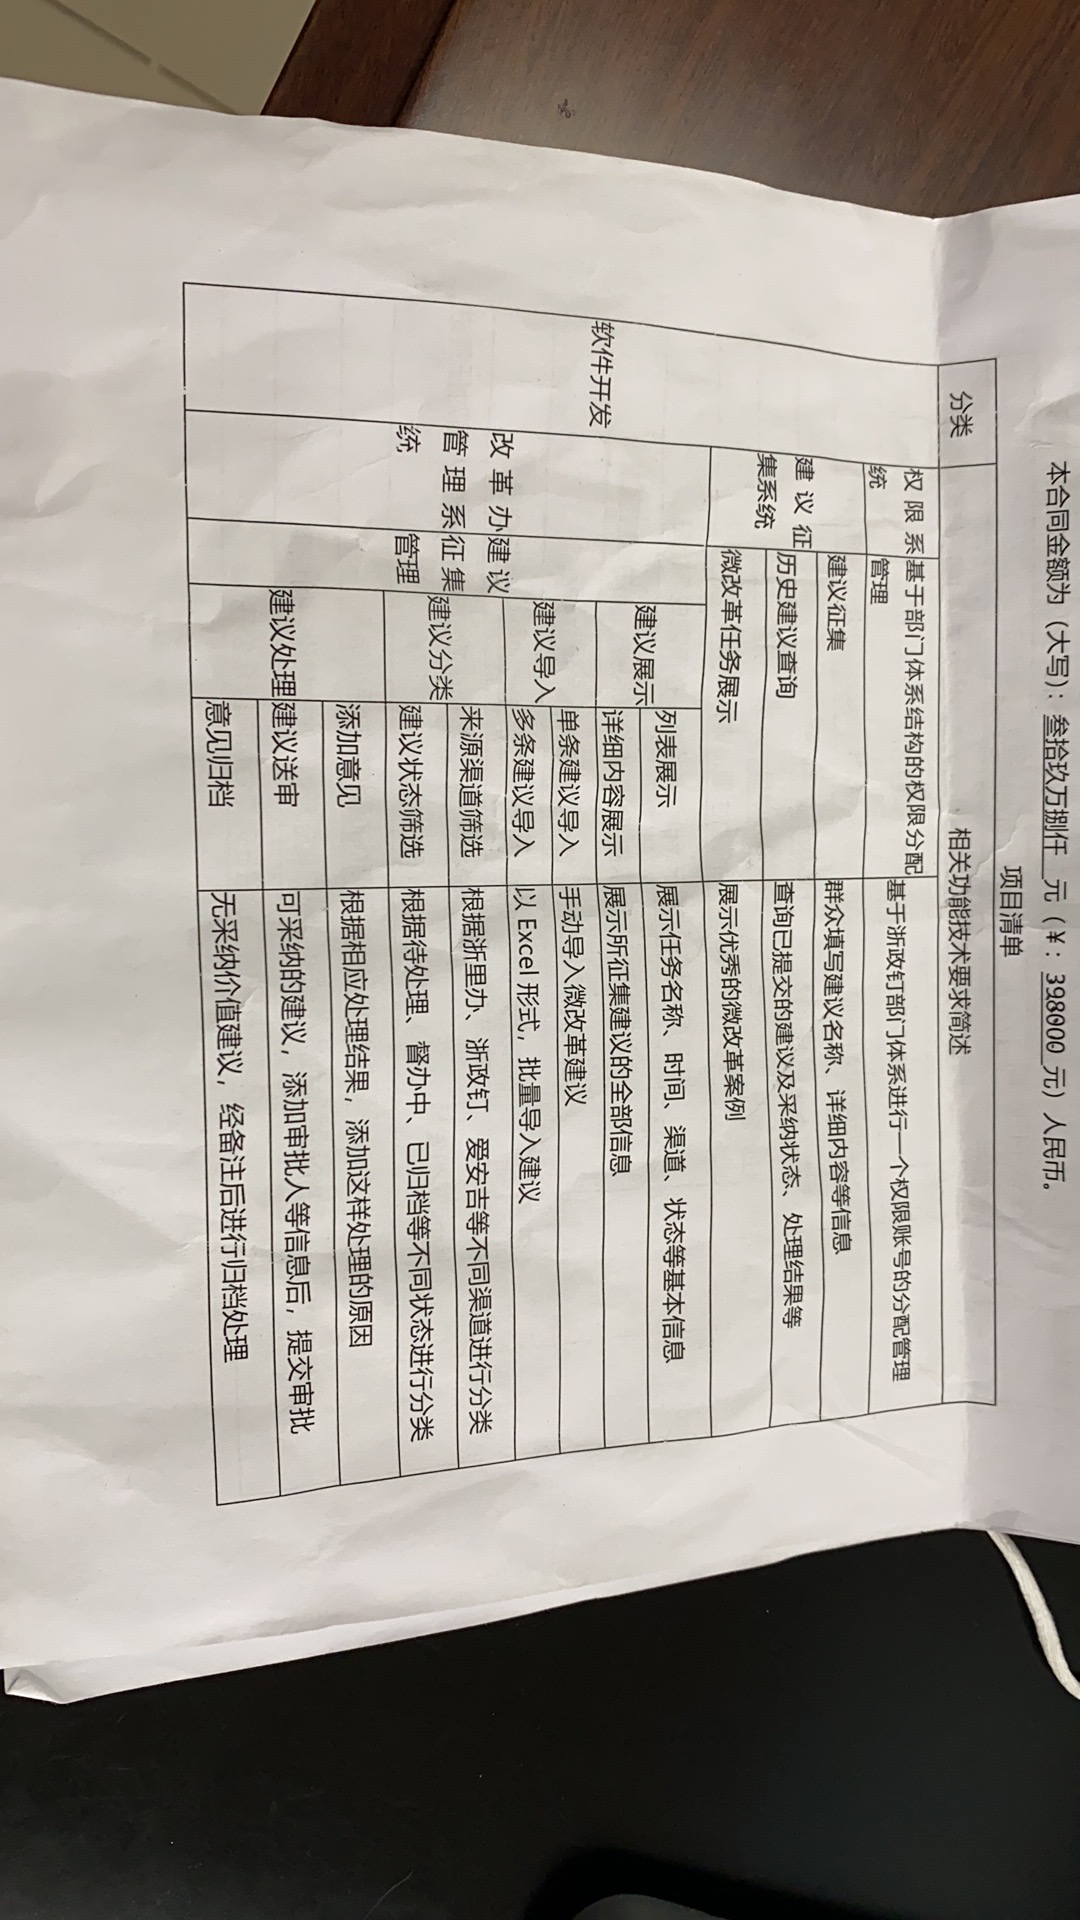 本合同金额为（大写）：叁拾玖万捌仟 元（￥：398000 元）人民币。
项目清单
分类 相关功能技术要求简述
软件开发
权限系统 基于部门体系结构的权限分配管理 基于浙政钉部门体系进行一个权限账号的分配管理
建议征集系统
建议征集 群众填写建议名称、详细内容等信息
历史建议查询 查询已提交的建议及采纳状态、处理结果等
微改革任务展示 展示优秀的微改革案例
改革办管理系统
建议征集管理
建议展示
列表展示 展示任务名称、时间、渠道、状态等基本信息
详细内容展示 展示所征集建议的全部信息
建议导入
单条建议导入 手动导入微改革建议
多条建议导入 以 Excel 形式，批量导入建议
建议分类
来源渠道筛选 根据浙里办、浙政钉、爱安吉等不同渠道进行分类
建议状态筛选 根据待处理、督办中、已归档等不同状态进行分类
建议处理
添加意见 根据相应处理结果，添加这样处理的原因
建议送审 可采纳的建议，添加审批人等信息后，提交审批
意见归档 无采纳价值建议，经备注后进行归档处理